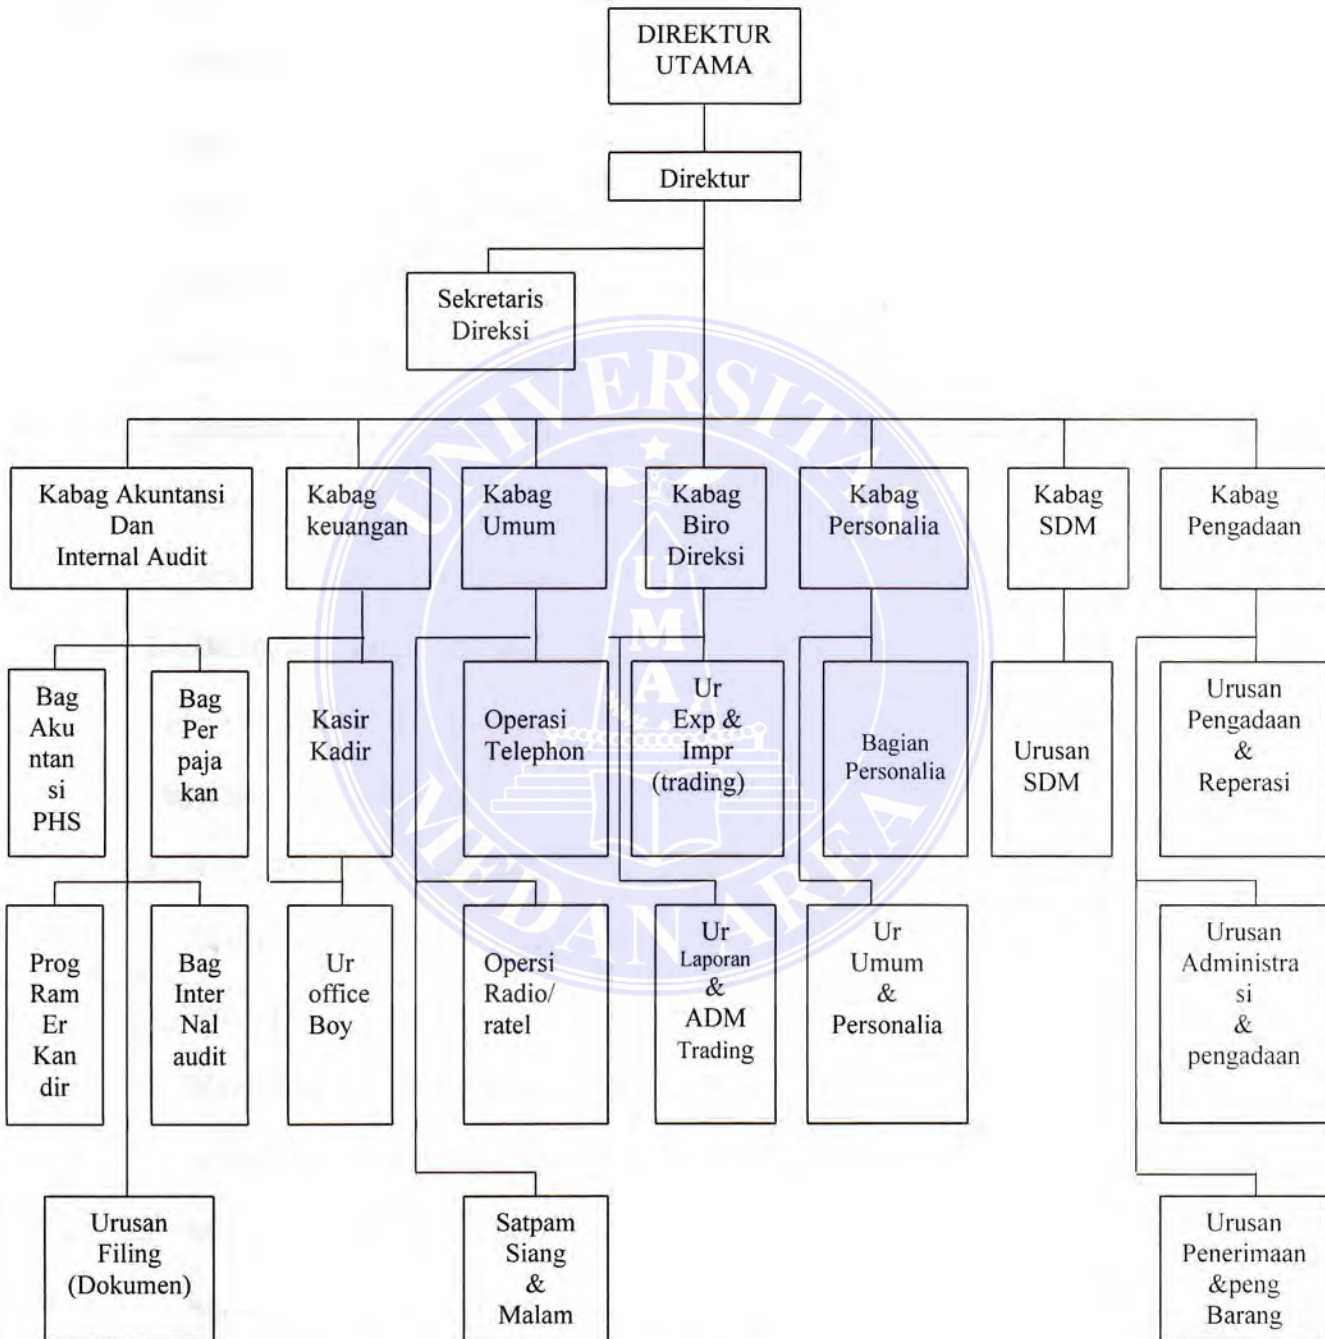 DIREKTUR
UTAMA
Direktur
Sekretaris
Direksi
Kabag Akuntansi
Dan
Internal Audit
Kabag
keuangan
Kabag
Umum
Kabag
Biro
Direksi
Kabag
Personalia
Kabag
SDM
Kabag
Pengadaan
Bag
Aku
ntan
si
PHS
Bag
Per
paja
kan
Kasir
Kadir
Operasi
Telephon
Ur
Exp &
Impr
(trading)
Bagian
Personalia
Urusan
SDM
Urusan
Pengadaan
&
Reperasi
Prog
Ram
Er
Kan
dir
Bag
Inter
Nal
audit
Ur
office
Boy
Opersi
Radio/
ratel
Ur
Laporan
&
ADM
Trading
Ur
Umum
&
Personalia
Urusan
Administra
si
&
pengadaan
Urusan
Filing
(Dokumen)
Satpam
Siang
&
Malam
Urusan
Penerimaan
&peng
Barang
UNIVERSITAS
UMA
MEDAN AREA